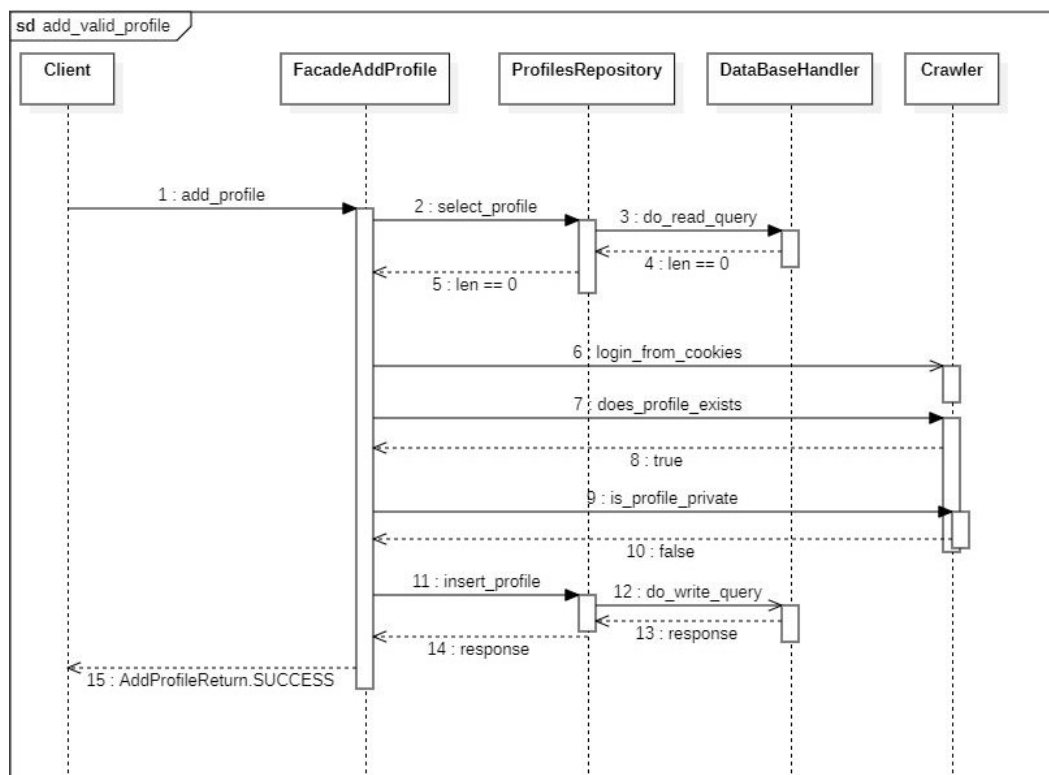 sd add_valid_profile
Client
FacadeAddProfile
ProfilesRepository
DataBaseHandler
Crawler
1 : add_profile
2 : select_profile
3 : do_read_query
4 : len == 0
5 : len == 0
6 : login_from_cookies
7 : does_profile_exists
8 : true
9 : is_profile_private
10 : false
11 : insert_profile
12 : do_write_query
13 : response
14 : response
15 : AddProfileReturn.SUCCESS